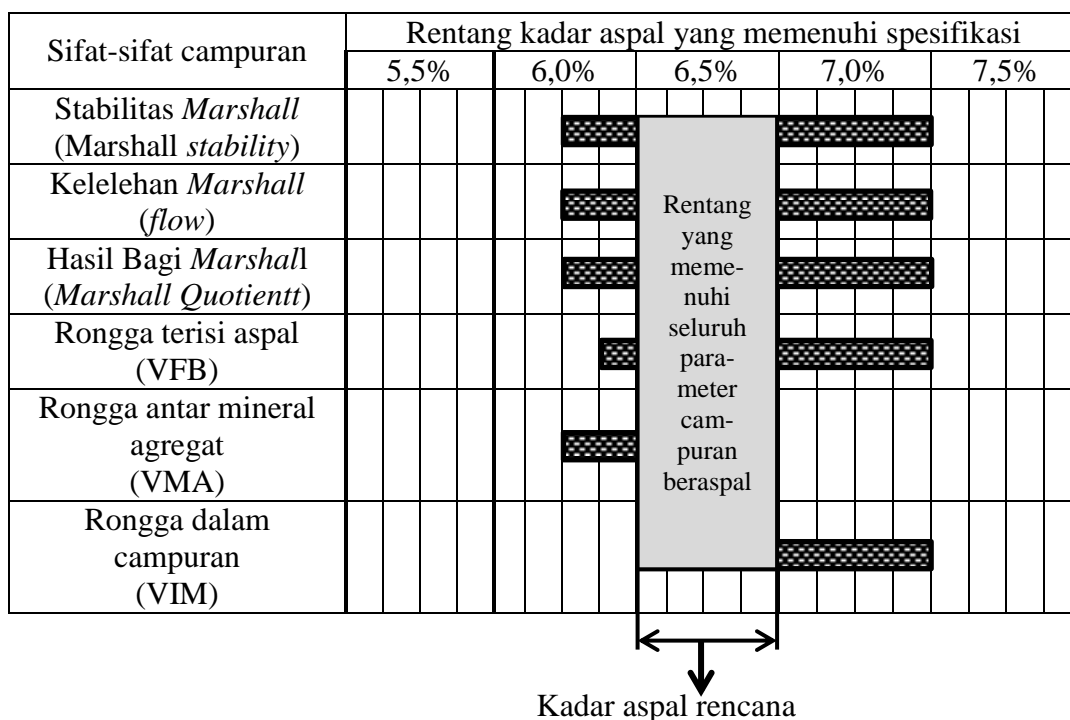 Sifat-sifat campuran
Rentang kadar aspal yang memenuhi spesifikasi
5,5% 6,0% 6,5% 7,0% 7,5%
Stabilitas Marshall
(Marshall stability)
Kelelehan Marshall
(flow)
Hasil Bagi Marshall
(Marshall Quotientt)
Rongga terisi aspal
(VFB)
Rongga antar mineral
agregat
(VMA)
Rongga dalam
campuran
(VIM)
Rentang
yang
meme-
nuhi
seluruh
para-
meter
cam-
puran
beraspal
Kadar aspal rencana